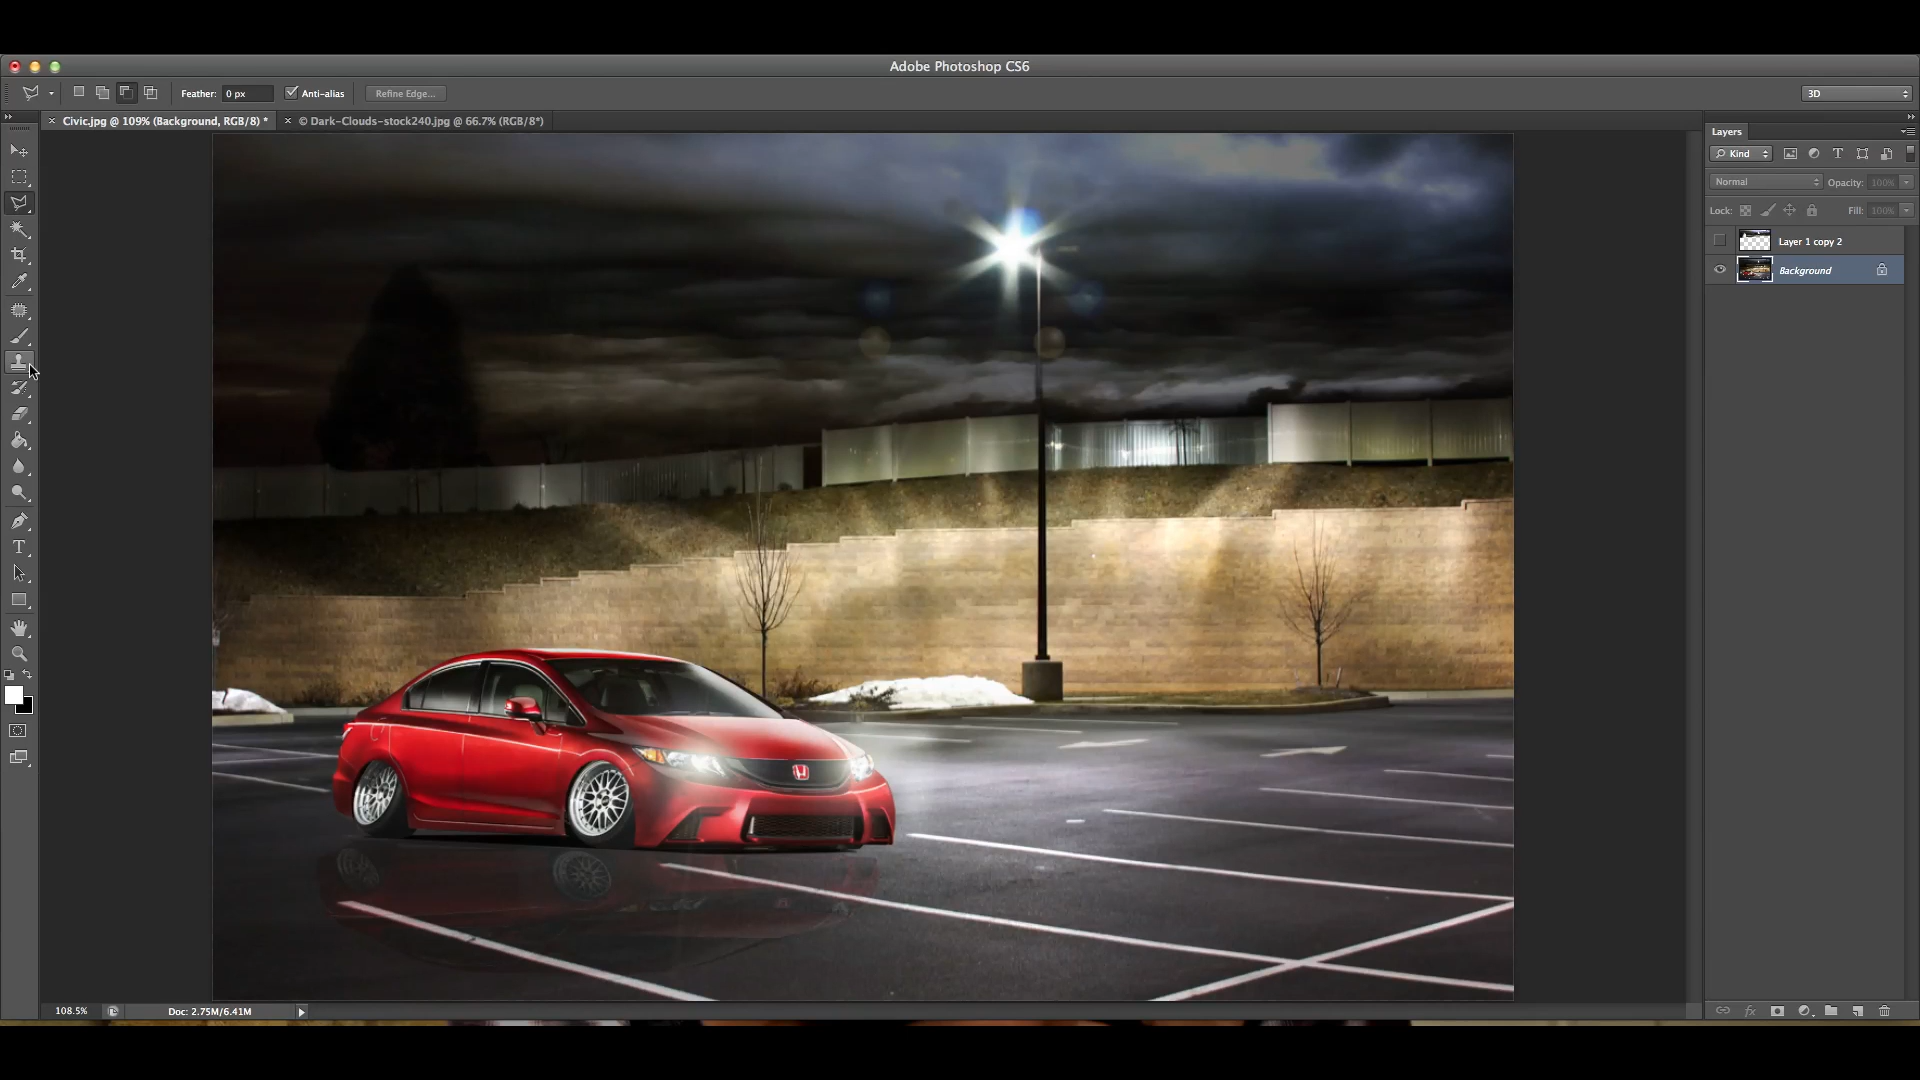 Adobe Photoshop CS6
Feather: 0 px Anti-alias Refine Edge... 3D
Civic.jpg @ 109% (Background, RGB/8) * © Dark-Clouds-stock240.jpg @ 66.7% (RGB/8*)
Layers
Kind
Normal Opacity: 100%
Lock: Fill: 100%
Layer 1 copy 2
Background
108.5% Doc: 2.75M/6.41M